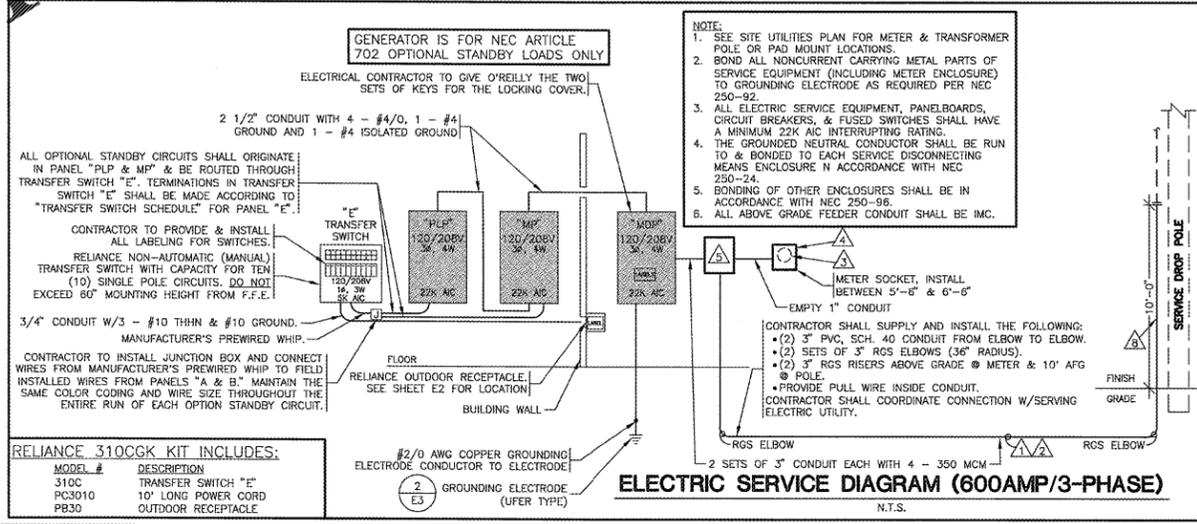 GENERATOR IS FOR NEC ARTICLE
702 OPTIONAL STANDBY LOADS ONLY
ELECTRICAL CONTRACTOR TO GIVE O'REILLY THE TWO
SETS OF KEYS FOR THE LOCKING COVER.
2 1/2" CONDUIT WITH 4 - #4/0, 1 - #4
GROUND AND 1 - #4 ISOLATED GROUND
ALL OPTIONAL STANDBY CIRCUITS SHALL ORIGINATE
IN PANEL "PLP & MP" & BE ROUTED THROUGH
TRANSFER SWITCH "E". TERMINATIONS IN TRANSFER
SWITCH "E" SHALL BE MADE ACCORDING TO
"TRANSFER SWITCH SCHEDULE" FOR PANEL "E".
CONTRACTOR TO PROVIDE & INSTALL
ALL LABELING FOR SWITCHES.
RELIANCE NON-AUTOMATIC (MANUAL)
TRANSFER SWITCH WITH CAPACITY FOR TEN
(10) SINGLE POLE CIRCUITS. DO NOT
EXCEED 60" MOUNTING HEIGHT FROM F.F.E.
3/4" CONDUIT W/3 - #10 THHN & #10 GROUND.
MANUFACTURER'S PREWIRED WHIP.
CONTRACTOR TO INSTALL JUNCTION BOX AND CONNECT
WIRES FROM MANUFACTURER'S PREWIRED WHIP TO FIELD
INSTALLED WIRES FROM PANELS "A & B." MAINTAIN THE
SAME COLOR CODING AND WIRE SIZE THROUGHOUT THE
ENTIRE RUN OF EACH OPTION STANDBY CIRCUIT.
"E"
TRANSFER
SWITCH
120/208V
1ø, 3W
5K AIC
J
"PLP"
120/208V
3ø, 4W
22K AIC
"MP"
120/208V
3ø, 4W
22K AIC
"MDP"
120/208V
3ø, 4W
22K AIC
LABEL
FLOOR
RELIANCE OUTDOOR RECEPTACLE.
SEE SHEET E2 FOR LOCATION
BUILDING WALL
#2/0 AWG COPPER GROUNDING
ELECTRODE CONDUCTOR TO ELECTRODE
2
E3
GROUNDING ELECTRODE
(UFER TYPE)
NOTE:
1. SEE SITE UTILITIES PLAN FOR METER & TRANSFORMER
POLE OR PAD MOUNT LOCATIONS.
2. BOND ALL NONCURRENT CARRYING METAL PARTS OF
SERVICE EQUIPMENT (INCLUDING METER ENCLOSURE)
TO GROUNDING ELECTRODE AS REQUIRED PER NEC
250-92.
3. ALL ELECTRIC SERVICE EQUIPMENT, PANELBOARDS,
CIRCUIT BREAKERS, & FUSED SWITCHES SHALL HAVE
A MINIMUM 22K AIC INTERRUPTING RATING.
4. THE GROUNDED NEUTRAL CONDUCTOR SHALL BE RUN
TO & BONDED TO EACH SERVICE DISCONNECTING
MEANS ENCLOSURE N ACCORDANCE WITH NEC
250-24.
5. BONDING OF OTHER ENCLOSURES SHALL BE IN
ACCORDANCE WITH NEC 250-96.
6. ALL ABOVE GRADE FEEDER CONDUIT SHALL BE IMC.
5
4
3
METER SOCKET, INSTALL
BETWEEN 5'-6" & 6'-6"
EMPTY 1" CONDUIT
CONTRACTOR SHALL SUPPLY AND INSTALL THE FOLLOWING:
• (2) 3" PVC, SCH. 40 CONDUIT FROM ELBOW TO ELBOW.
• (2) SETS OF 3" RGS ELBOWS (36" RADIUS).
• (2) 3" RGS RISERS ABOVE GRADE @ METER & 10' AFG
@ POLE.
• PROVIDE PULL WIRE INSIDE CONDUIT.
CONTRACTOR SHALL COORDINATE CONNECTION W/SERVING
ELECTRIC UTILITY.
10'-0"
SERVICE DROP POLE
FINISH
GRADE
RGS ELBOW
1
2
RGS ELBOW
2 SETS OF 3" CONDUIT EACH WITH 4 - 350 MCM
ELECTRIC SERVICE DIAGRAM (600AMP/3-PHASE)
N.T.S.
RELIANCE 310CGK KIT INCLUDES:
MODEL # DESCRIPTION
310C TRANSFER SWITCH "E"
PC3010 10' LONG POWER CORD
PB30 OUTDOOR RECEPTACLE